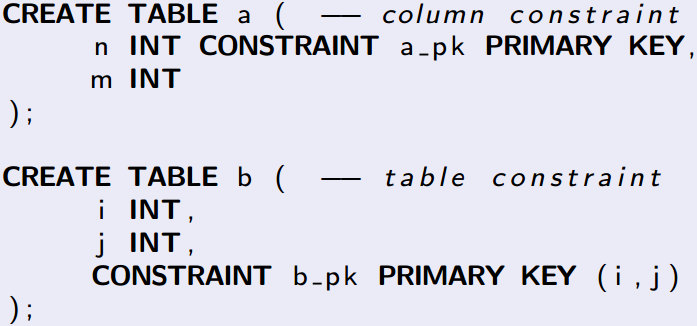 CREATE TABLE a ( -- column constraint
n INT CONSTRAINT a_pk PRIMARY KEY,
m INT
);
CREATE TABLE b ( -- table constraint
i INT,
j INT,
CONSTRAINT b_pk PRIMARY KEY (i,j)
);